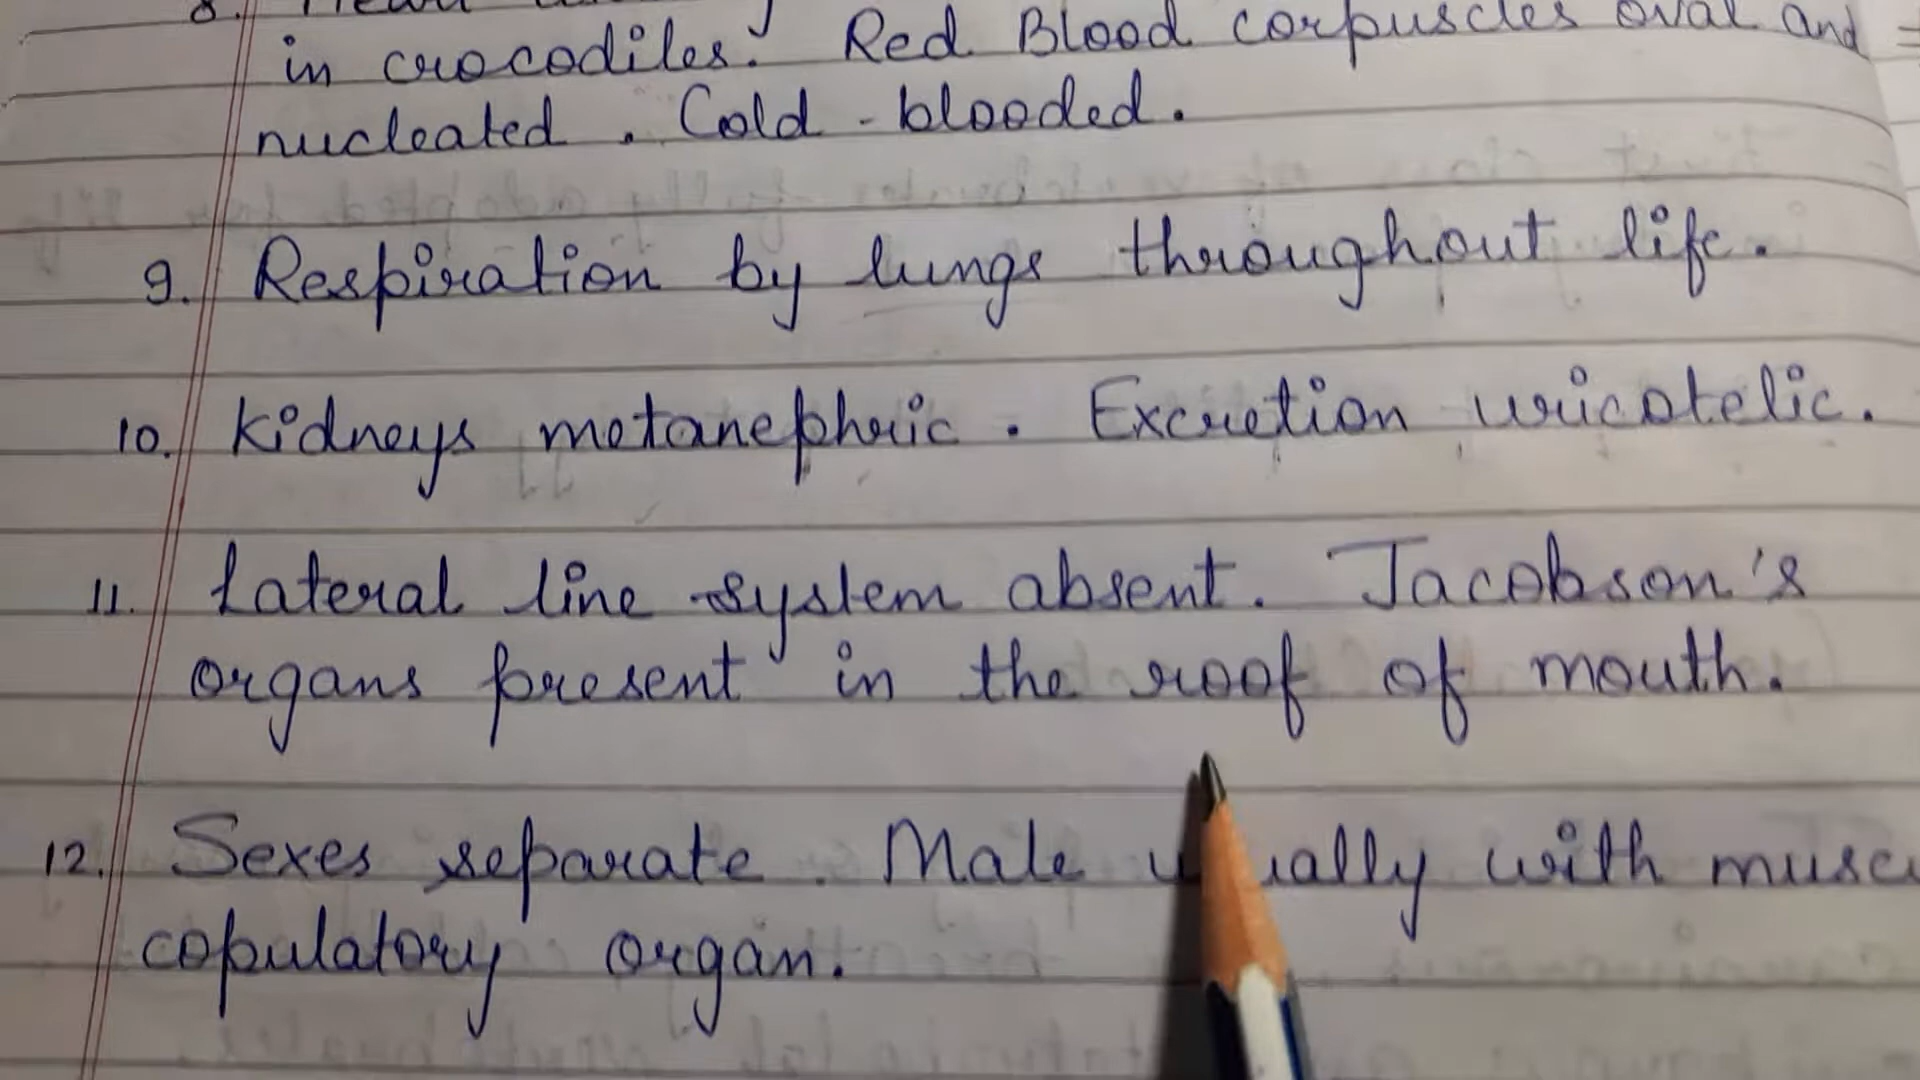 8.
in crocodiles. Red Blood corpuscles oval and
nucleated. Cold-blooded.
9. Respiration by lungs throughout life.
10. Kidneys metanephric. Excretion uricotelic.
11. Lateral line system absent. Jacobson's
organs present in the roof of mouth.
12. Sexes separate. Male with
copulatory organ.